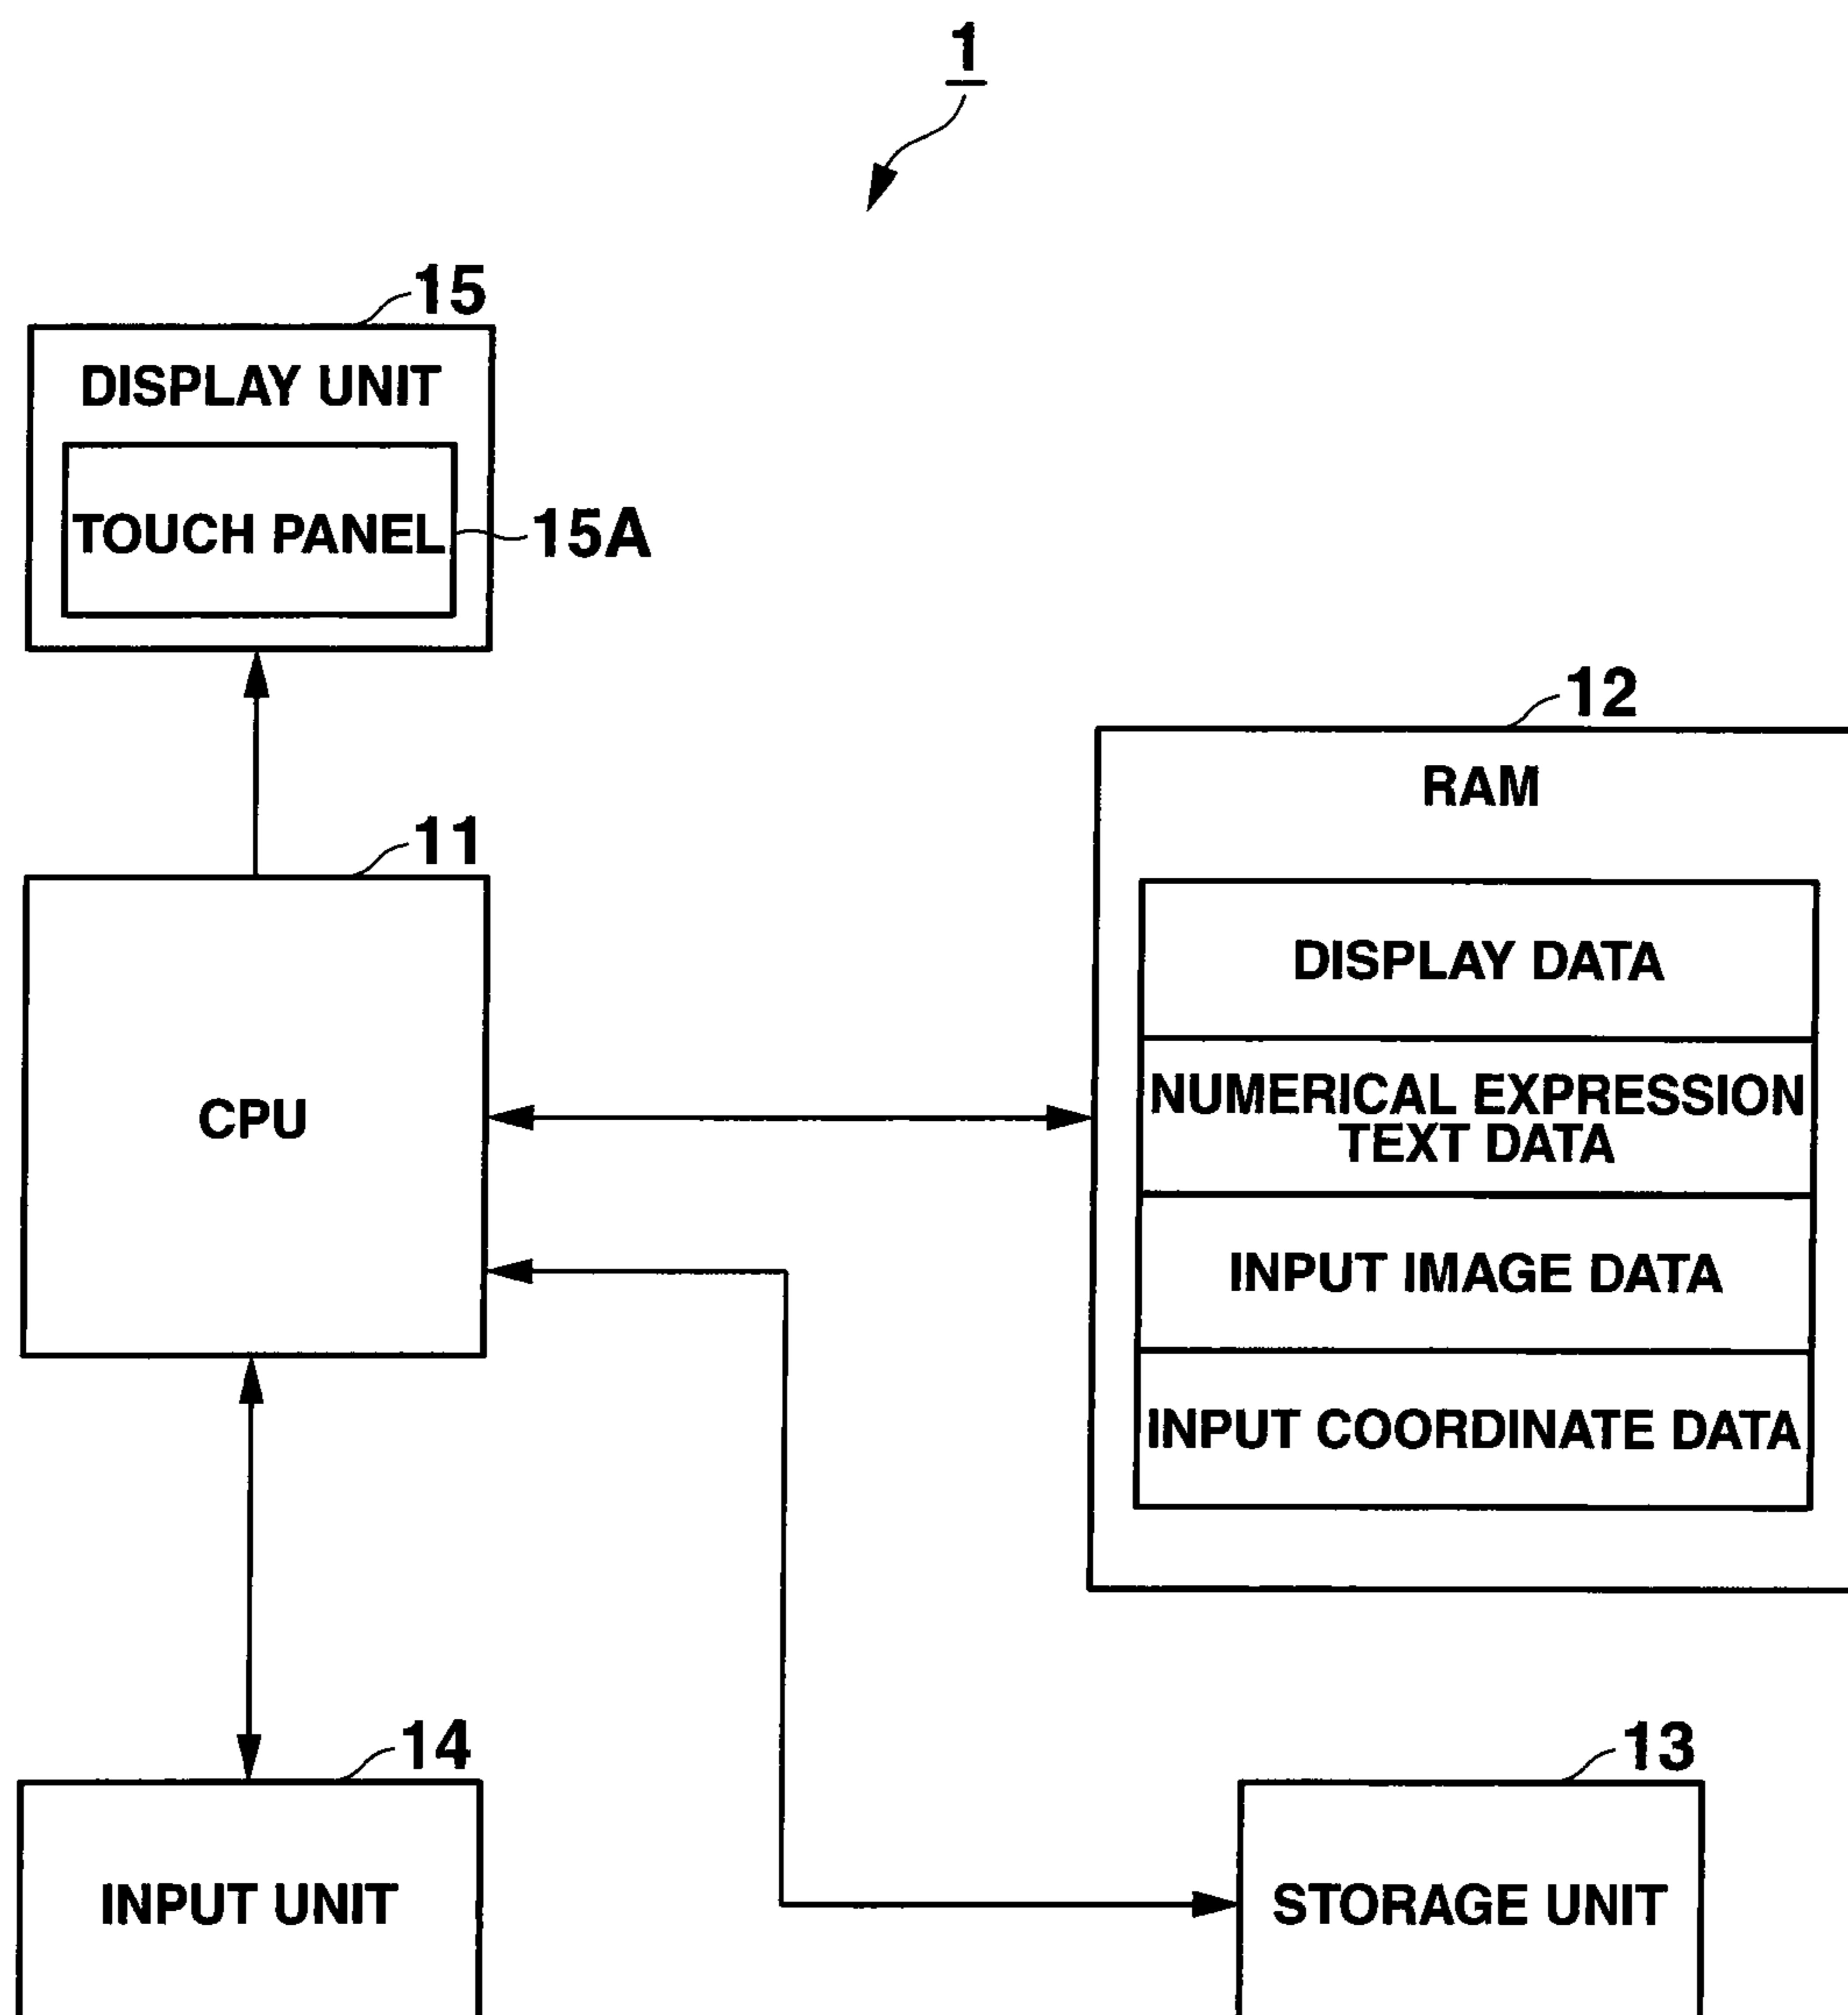 1
15
DISPLAY UNIT
TOUCH PANEL
15A
12
RAM
11
DISPLAY DATA
CPU
NUMERICAL EXPRESSION
TEXT DATA
INPUT IMAGE DATA
INPUT COORDINATE DATA
14
13
INPUT UNIT
STORAGE UNIT